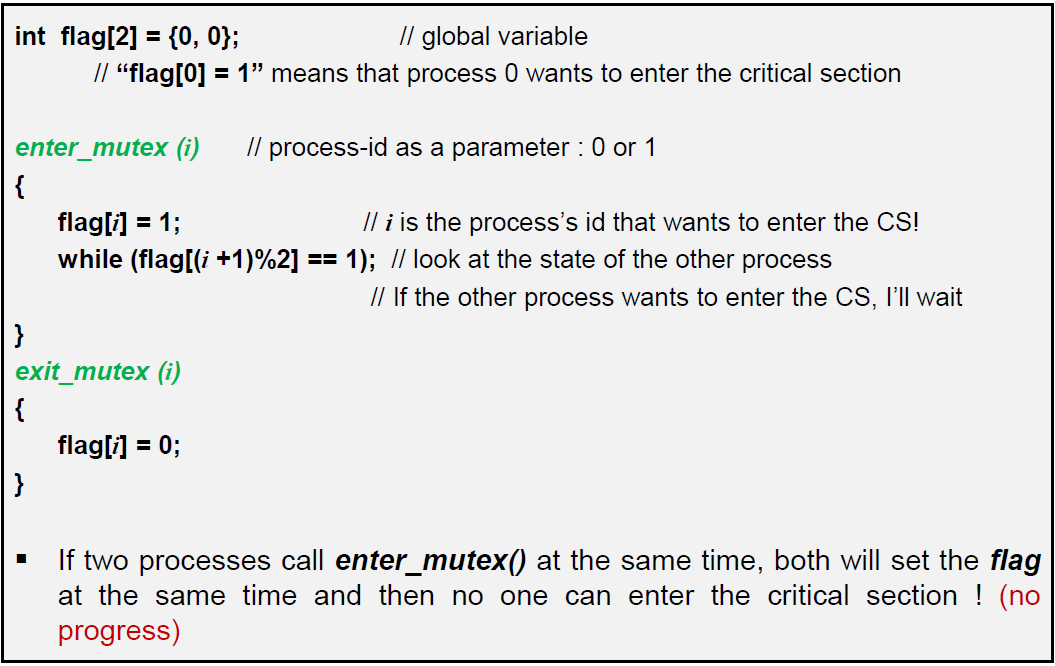 int flag[2] = {0, 0}; // global variable
// “flag[0] = 1” means that process 0 wants to enter the critical section
enter_mutex (i) // process-id as a parameter : 0 or 1
{
flag[i] = 1; // i is the process’s id that wants to enter the CS!
while (flag[(i +1)%2] == 1); // look at the state of the other process
// If the other process wants to enter the CS, I’ll wait
}
exit_mutex (i)
{
flag[i] = 0;
}
▪ If two processes call enter_mutex() at the same time, both will set the flag
at the same time and then no one can enter the critical section ! (no
progress)